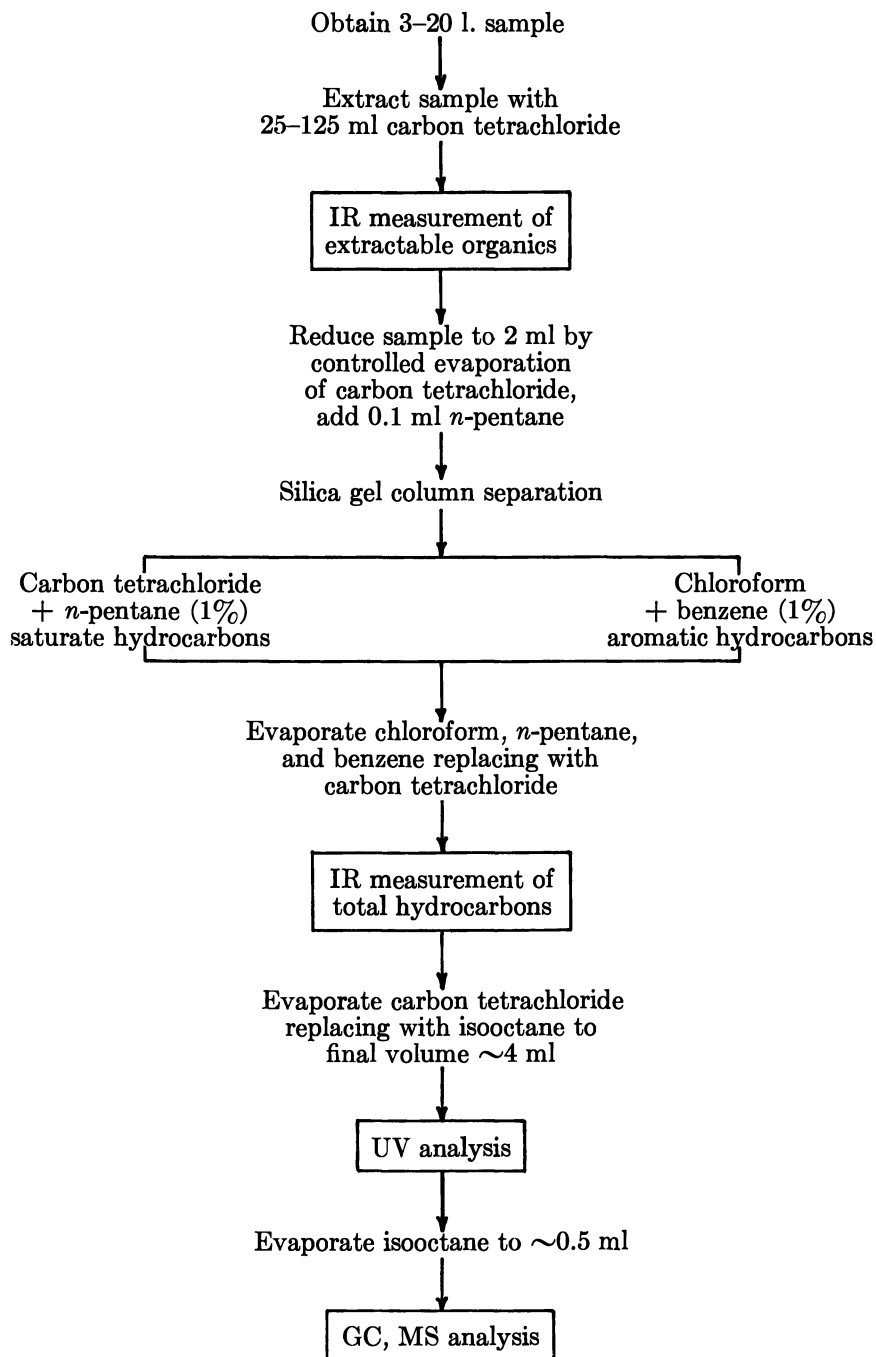 Obtain 3–20 l. sample
Extract sample with
25–125 ml carbon tetrachloride
IR measurement of
extractable organics
Reduce sample to 2 ml by
controlled evaporation
of carbon tetrachloride,
add 0.1 ml n-pentane
Silica gel column separation
Carbon tetrachloride
+ n-pentane (1%)
saturate hydrocarbons
Chloroform
+ benzene (1%)
aromatic hydrocarbons
Evaporate chloroform, n-pentane,
and benzene replacing with
carbon tetrachloride
IR measurement of
total hydrocarbons
Evaporate carbon tetrachloride
replacing with isooctane to
final volume ~4 ml
UV analysis
Evaporate isooctane to ~0.5 ml
GC, MS analysis